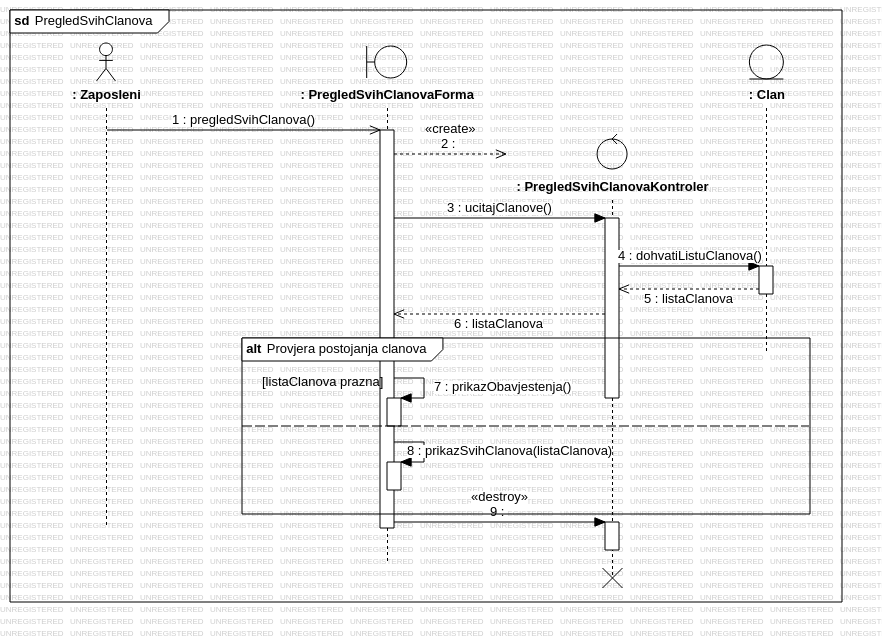 sd PregledSvihClanova
: Zaposleni
: PregledSvihClanovaForma
: Clan
1 : pregledSvihClanova()
«create»
2 :
: PregledSvihClanovaKontroler
3 : ucitajClanove()
4 : dohvatiListuClanova()
5 : listaClanova
6 : listaClanova
alt Provjera postojanja clanova
[listaClanova prazna]
7 : prikazObavjestenja()
8 : prikazSvihClanova(listaClanova)
«destroy»
9 :
UNREGISTERED